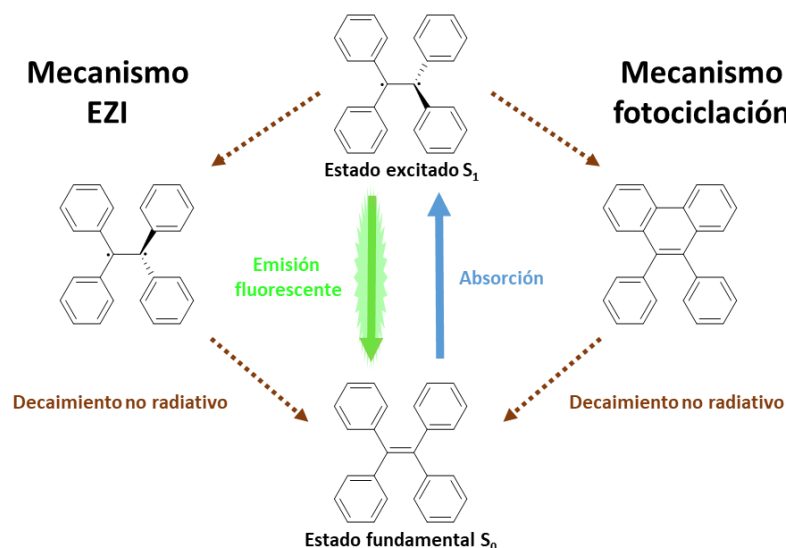 Mecanismo
EZI
Mecanismo
fotociclación
Estado excitado S₁
Emisión
fluorescente
Absorción
Decaimiento no radiativo
Decaimiento no radiativo
Estado fundamental S₀